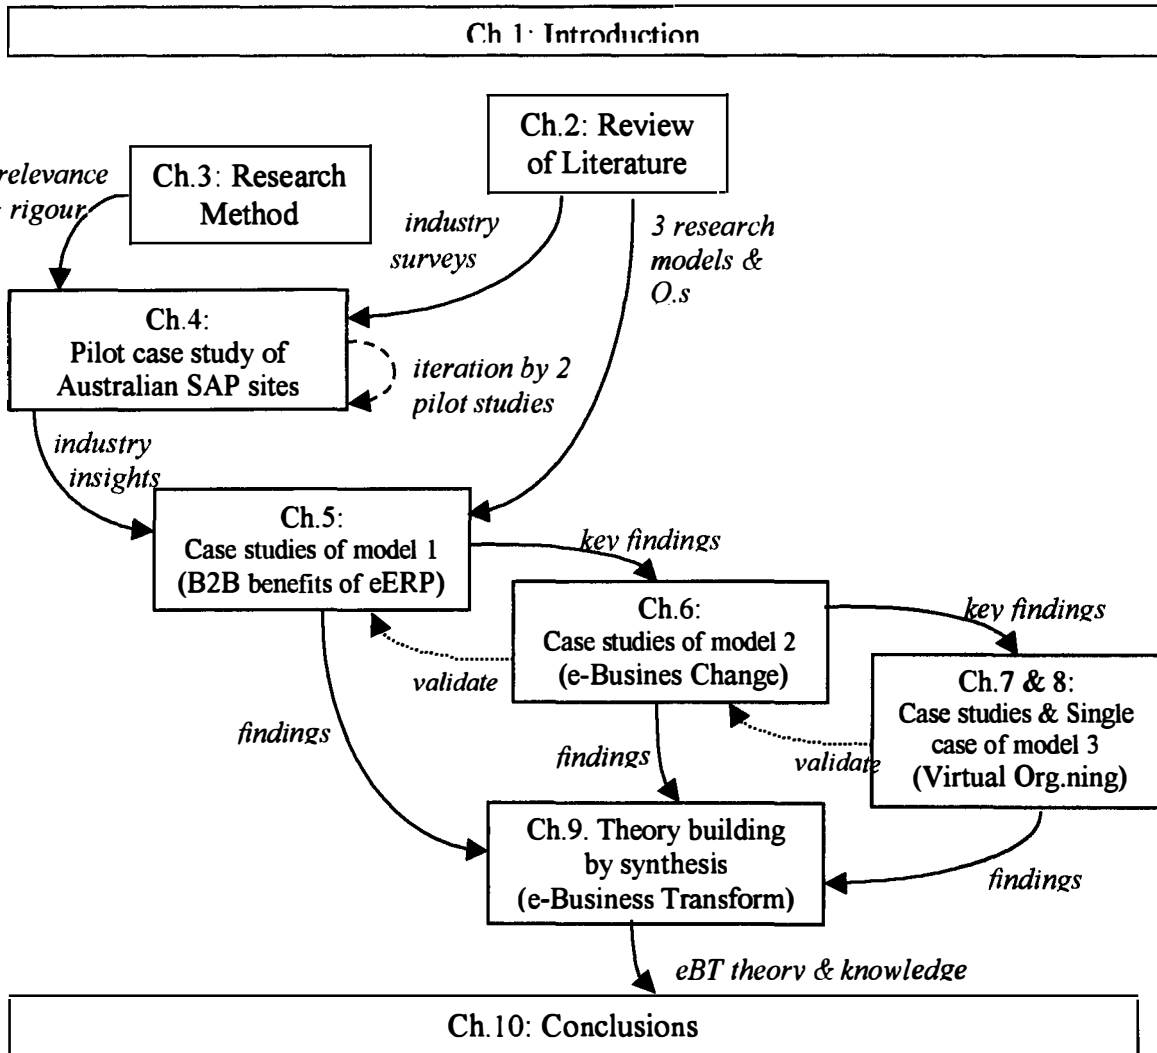 Ch 1: Introduction
Ch.2: Review
of Literature
relevance
rigour
Ch.3: Research
Method
industry
surveys
3 research
models &
Q.s
Ch.4:
Pilot case study of
Australian SAP sites
iteration by 2
pilot studies
industry
insights
Ch.5:
Case studies of model 1
(B2B benefits of eERP)
key findings
Ch.6:
Case studies of model 2
(e-Busines Change)
key findings
validate
Ch.7 & 8:
Case studies & Single
case of model 3
(Virtual Org.ning)
findings
findings
validate
Ch.9. Theory building
by synthesis
(e-Business Transform)
findings
eBT theory & knowledge
Ch.10: Conclusions